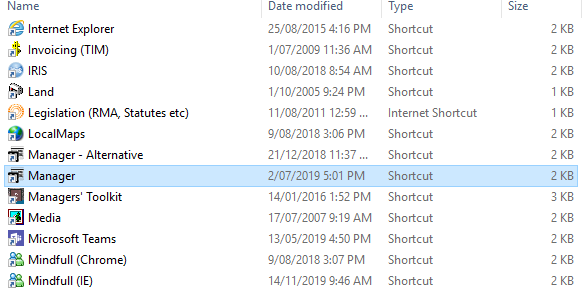 Name Date modified Type Size
Internet Explorer 25/08/2015 4:16 PM Shortcut 2 KB
Invoicing (TIM) 1/07/2009 11:36 AM Shortcut 2 KB
IRIS 10/08/2018 8:54 AM Shortcut 2 KB
Land 1/10/2005 9:24 PM Shortcut 1 KB
Legislation (RMA, Statutes etc) 11/08/2011 12:59 ... Internet Shortcut 1 KB
LocalMaps 9/08/2018 3:06 PM Shortcut 2 KB
Manager - Alternative 21/12/2018 11:37 ... Shortcut 2 KB
Manager 2/07/2019 5:01 PM Shortcut 2 KB
Managers' Toolkit 14/01/2016 1:52 PM Shortcut 3 KB
Media 17/07/2007 9:19 AM Shortcut 2 KB
Microsoft Teams 13/05/2019 4:50 PM Shortcut 2 KB
Mindfull (Chrome) 9/08/2018 3:07 PM Shortcut 2 KB
Mindfull (IE) 14/11/2019 9:46 AM Shortcut 2 KB